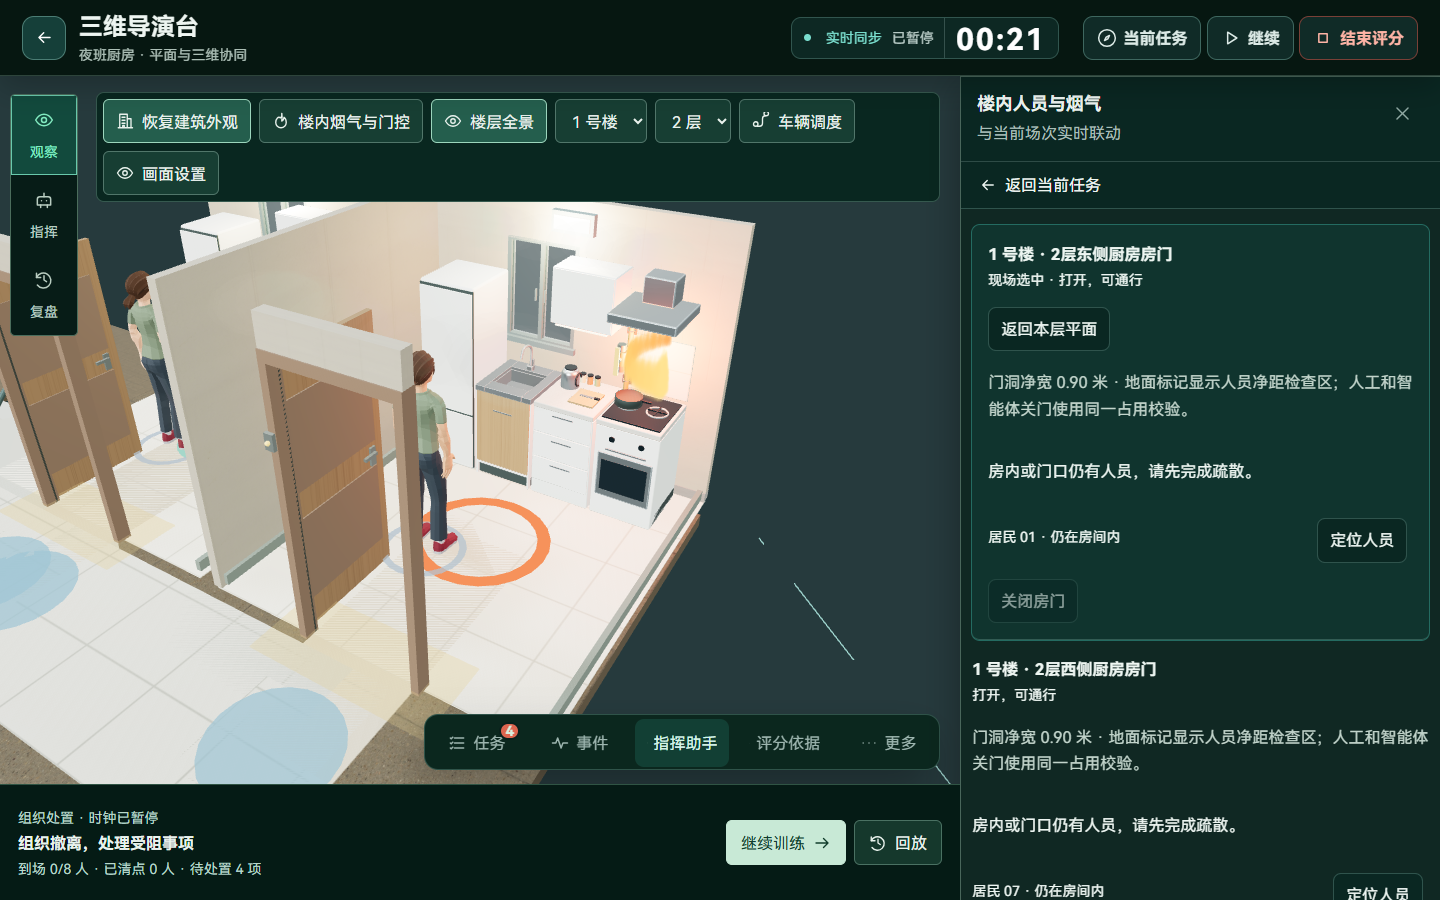 三维导演台
夜班厨房 · 平面与三维协同
实时同步 已暂停 00:21
当前任务
继续
结束评分
观察
指挥
复盘
恢复建筑外观
楼内烟气与门控
楼层全景
1 号楼
2 层
车辆调度
画面设置
楼内人员与烟气
与当前场次实时联动
返回当前任务
1 号楼 · 2层东侧厨房房门
现场选中 · 打开，可通行
返回本层平面
门洞净宽 0.90 米 · 地面标记显示人员净距检查区；人工和智
能体关门使用同一占用校验。
房内或门口仍有人员，请先完成疏散。
居民 01 · 仍在房间内
定位人员
关闭房门
1 号楼 · 2层西侧厨房房门
打开，可通行
门洞净宽 0.90 米 · 地面标记显示人员净距检查区；人工和智能体
关门使用同一占用校验。
房内或门口仍有人员，请先完成疏散。
居民 07 · 仍在房间内
定位人员
任务 4
事件
指挥助手
评分依据
··· 更多
组织处置 · 时钟已暂停
组织撤离，处理受阻事项
到场 0/8 人 · 已清点 0 人 · 待处置 4 项
继续训练
回放